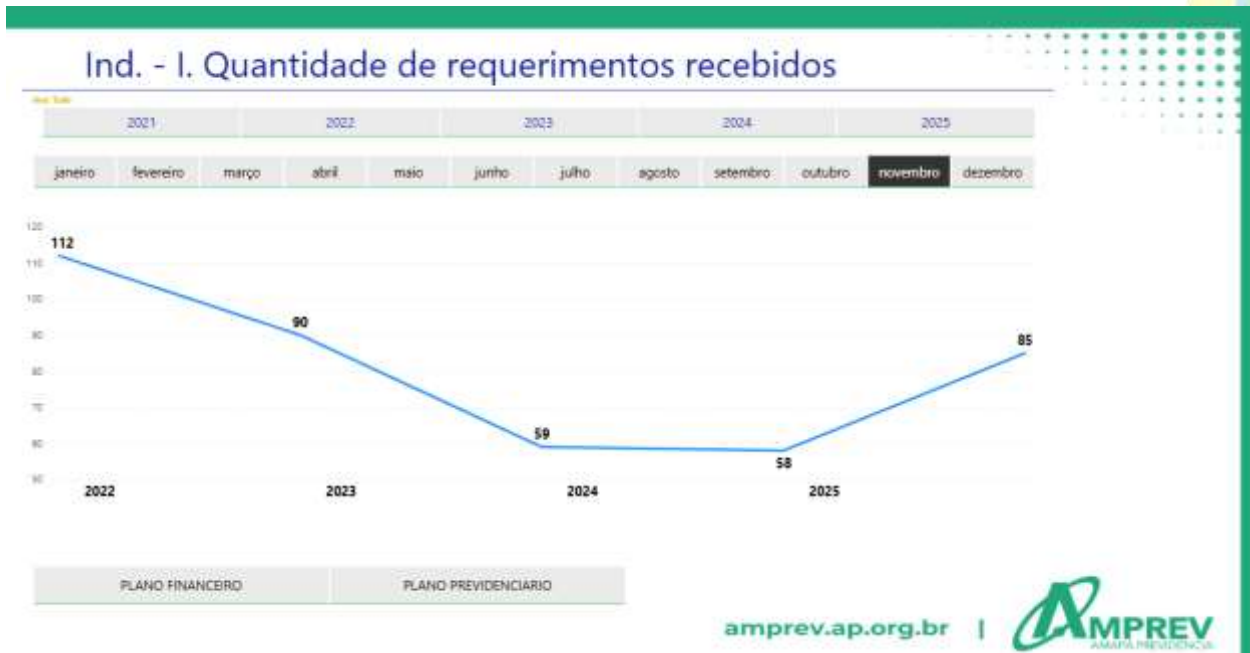 Ind. - I. Quantidade de requerimentos recebidos
2021 2022 2023 2024 2025
janeiro fevereiro março abril maio junho julho agosto setembro outubro novembro dezembro
120
112
110
100
90
90
85
80
70
60
59
58
50
2022 2023 2024 2025
PLANO FINANCEIRO PLANO PREVIDENCIARIO
amprev.ap.org.br |
AMPREV
AMAPÁ PREVIDÊNCIA